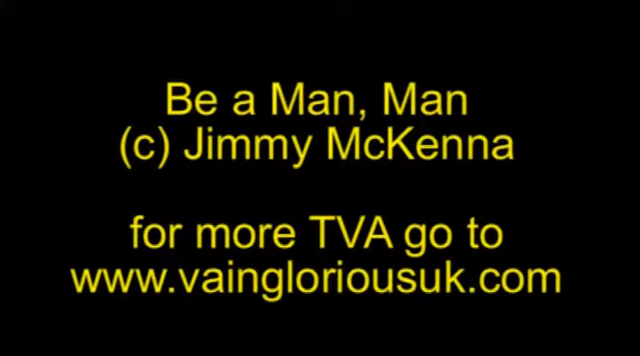 Be a Man, Man
(c) Jimmy McKenna
for more TVA go to
www.vaingloriousuk.com